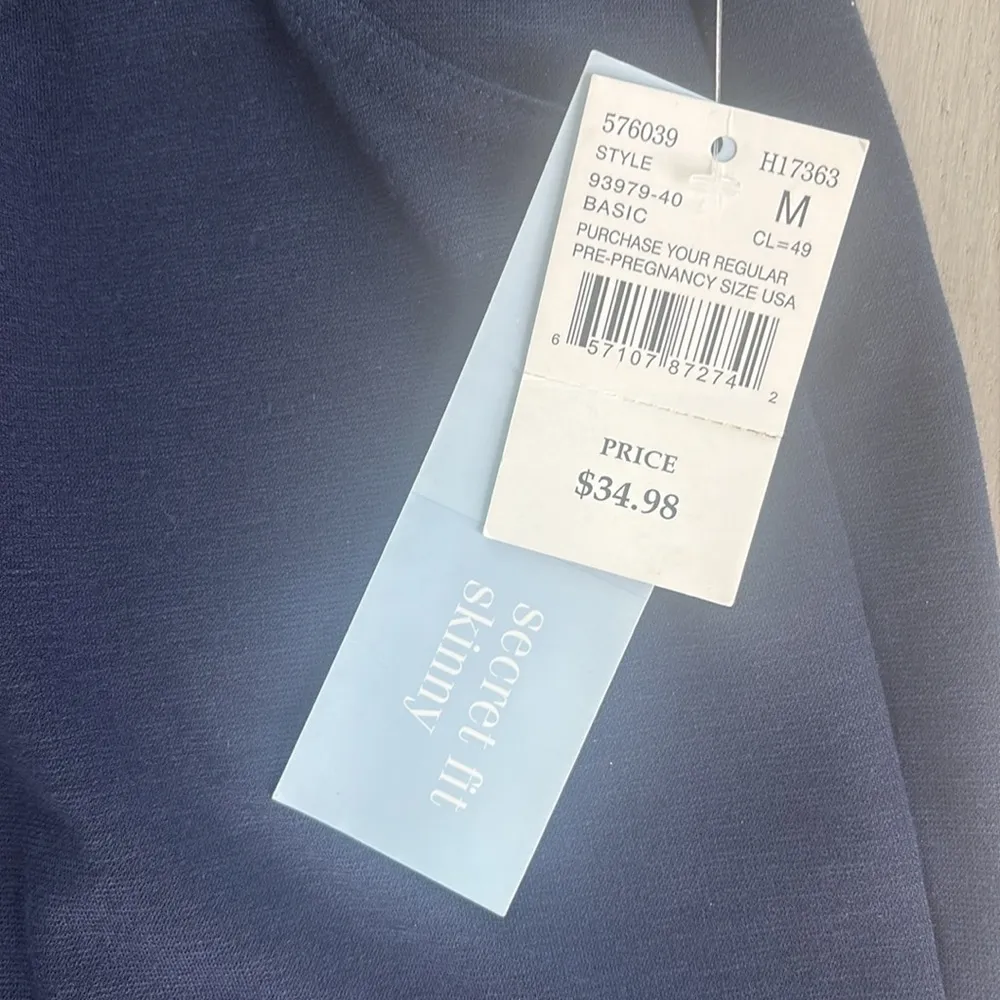 576039
H17363
STYLE
93979-40
M
BASIC
CL=49
PURCHASE YOUR REGULAR
PRE-PREGNANCY SIZE USA
6 57107 87274 2
PRICE
$34.98
secret fit
skinny